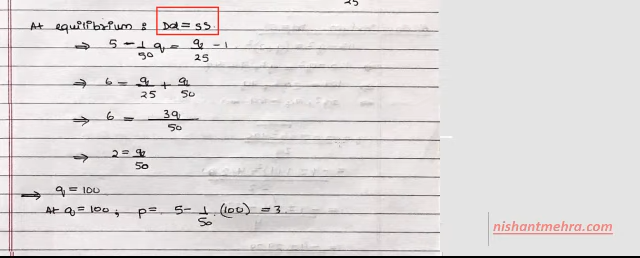 25
At equilibrium : Dd = SS
⇒ 5 - 1/50 q = q/25 - 1
⇒ 6 = q/25 + q/50
⇒ 6 = 3q/50
⇒ 2 = q/50
⇒ q = 100
At q = 100 ; p = 5 - 1/50 . (100) = 3
nishantmehra.com